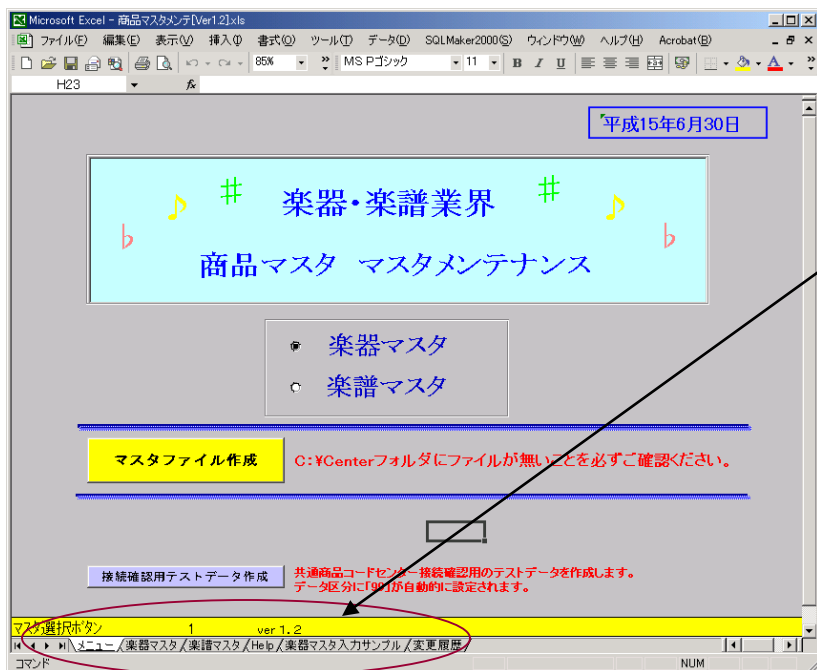 Microsoft Excel - 商品マスタメンテ[Ver1.2].xls
ファイル(F) 編集(E) 表示(V) 挿入(I) 書式(O) ツール(T) データ(D) SQLMaker2000(S) ウィンドウ(W) ヘルプ(H) Acrobat(B)
85% MS Pゴシック 11 B I U
H23 fx
平成15年6月30日
♪ ♯ 楽器・楽譜業界 ♯ ♪
♭ 商品マスタ マスタメンテナンス ♭
楽器マスタ
楽譜マスタ
マスタファイル作成 C:¥Centerフォルダにファイルが無いことを必ずご確認ください。
接続確認用テストデータ作成 共通商品コードセンター接続確認用のテストデータを作成します。
データ区分に「99」が自動的に設定されます。
マスタ選択ボタン 1 ver 1.2
メニュー/楽器マスタ/楽譜マスタ/Help/楽器マスタ入力サンプル/変更履歴/
コマンド NUM